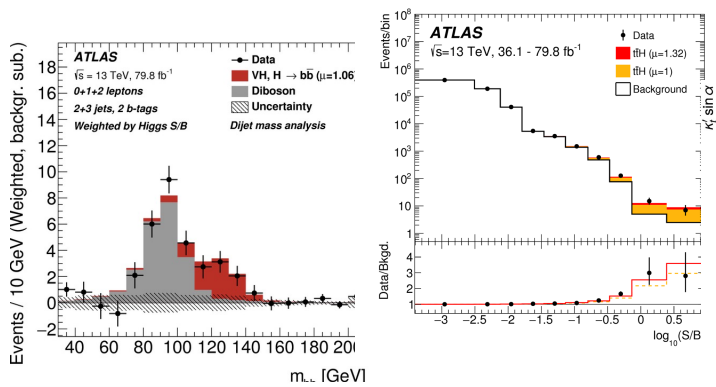 ATLAS
√s = 13 TeV, 79.8 fb⁻¹
0+1+2 leptons
2+3 jets, 2 b-tags
Weighted by Higgs S/B
Data
VH, H → bb̄ (μ=1.06)
Diboson
Uncertainty
Dijet mass analysis
Events / 10 GeV (Weighted, backgr. sub.)
18
16
14
12
10
8
6
4
2
0
−2
40 60 80 100 120 140 160 180 200
[GeV]
ATLAS
√s=13 TeV, 36.1 - 79.8 fb⁻¹
Data
tt̄H (μ=1.32)
tt̄H (μ=1)
Background
Events/bin
10⁸
10⁷
10⁶
10⁵
10⁴
10³
10²
10
1
Data/Bkgd.
4
3
2
1
−3 −2.5 −2 −1.5 −1 −0.5 0 0.5
log₁₀(S/B
sin α